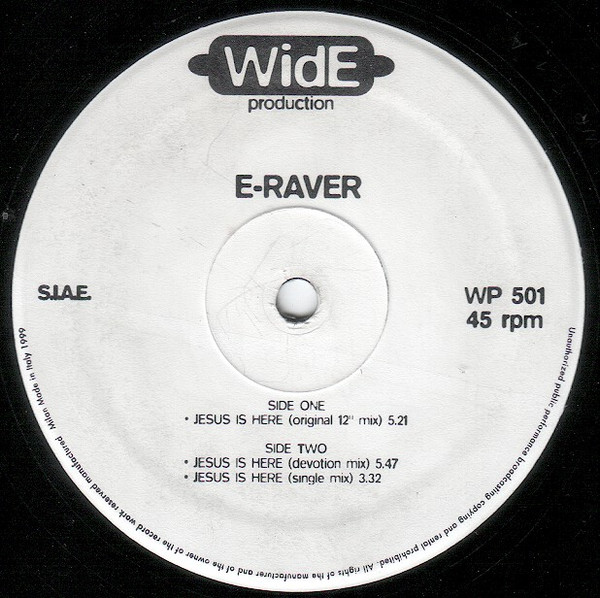 WidE
production
E-RAVER
S.I.A.E.
WP 501
45 rpm
SIDE ONE
• JESUS IS HERE (original 12" mix) 5.21
SIDE TWO
• JESUS IS HERE (devotion mix) 5.47
• JESUS IS HERE (single mix) 3.32
Unauthorized public performance broadcasting copying and rental prohibited. All rights of the manufacturer and of the owner of the record work reserved manufactured Milan Made in Italy 1999